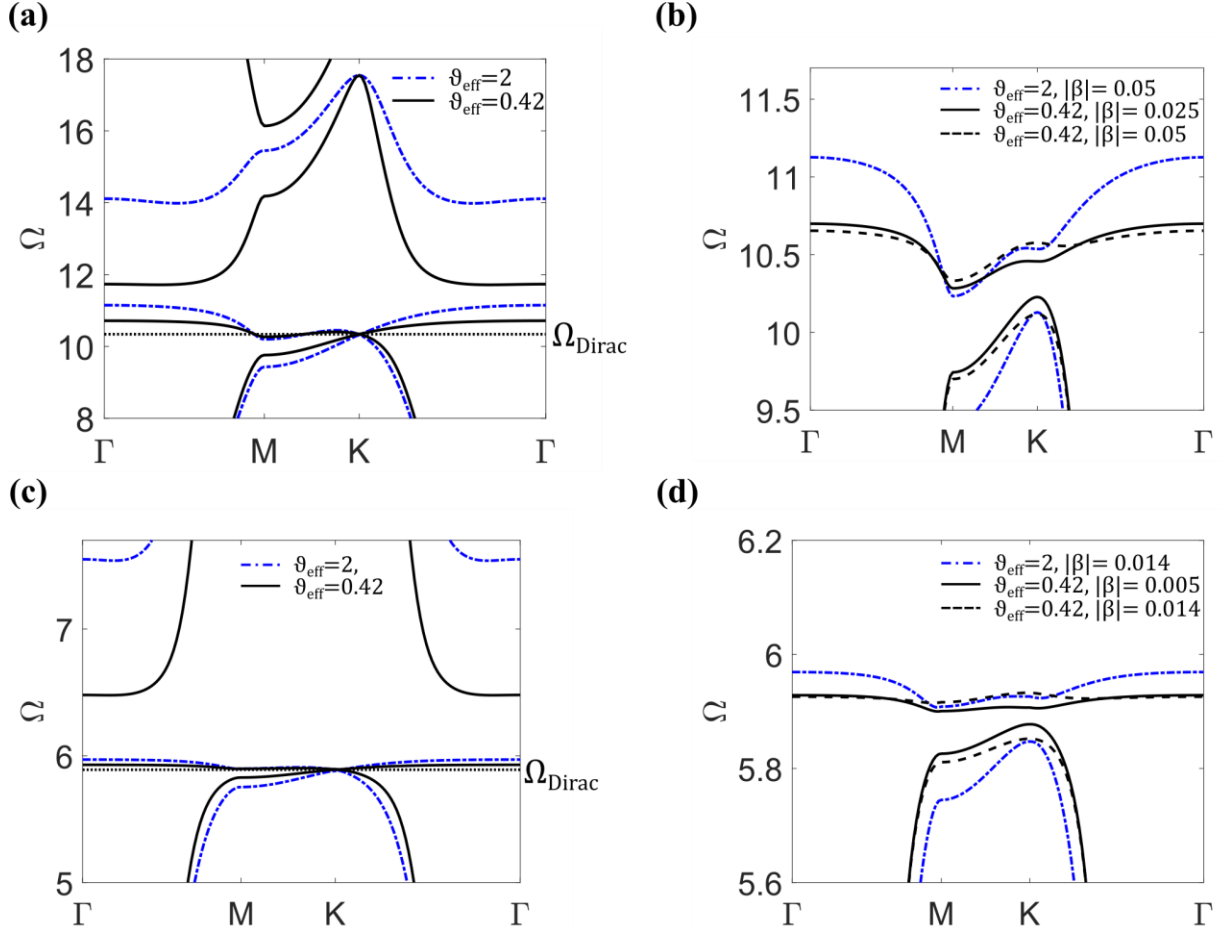 (a)
18
16
14
12
10
8
Ω
ϑeff=2
ϑeff=0.42
ΩDirac
Γ
M
K
Γ
(b)
11.5
11
10.5
10
9.5
Ω
ϑeff=2, |β|= 0.05
ϑeff=0.42, |β|= 0.025
ϑeff=0.42, |β|= 0.05
Γ
M
K
Γ
(c)
7
6
5
Ω
ϑeff=2,
ϑeff=0.42
ΩDirac
Γ
M
K
Γ
(d)
6.2
6
5.8
5.6
Ω
ϑeff=2, |β|= 0.014
ϑeff=0.42, |β|= 0.005
ϑeff=0.42, |β|= 0.014
Γ
M
K
Γ